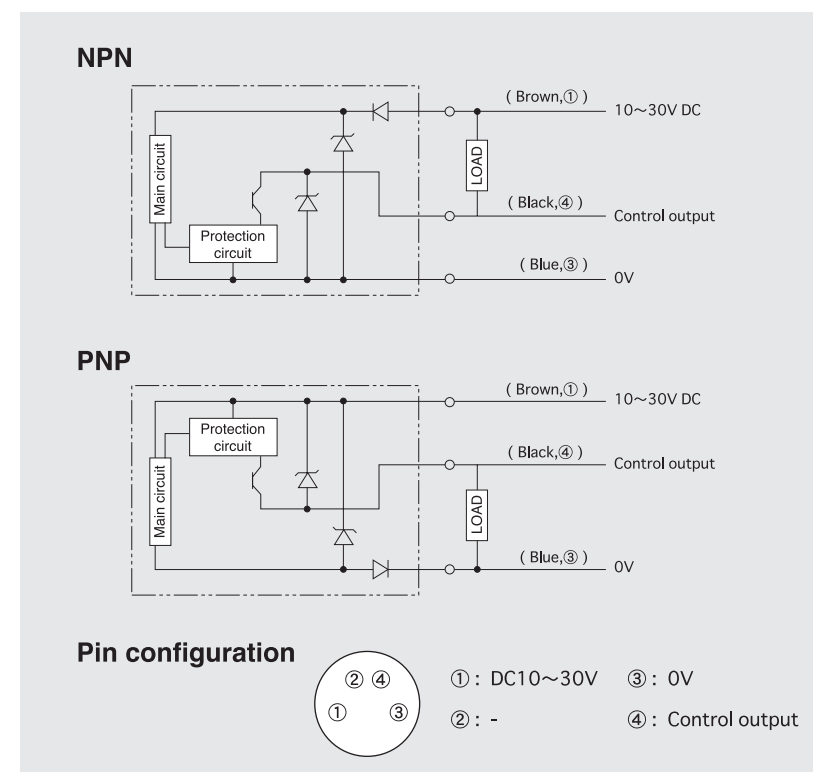 NPN
( Brown,① )
10～30V DC
Main circuit
LOAD
( Black,④ )
Control output
Protection
circuit
( Blue,③ )
0V
PNP
( Brown,① )
10～30V DC
Protection
circuit
( Black,④ )
Control output
Main circuit
LOAD
( Blue,③ )
0V
Pin configuration
② ④
① ③
①: DC10～30V ③: 0V
②: - ④: Control output